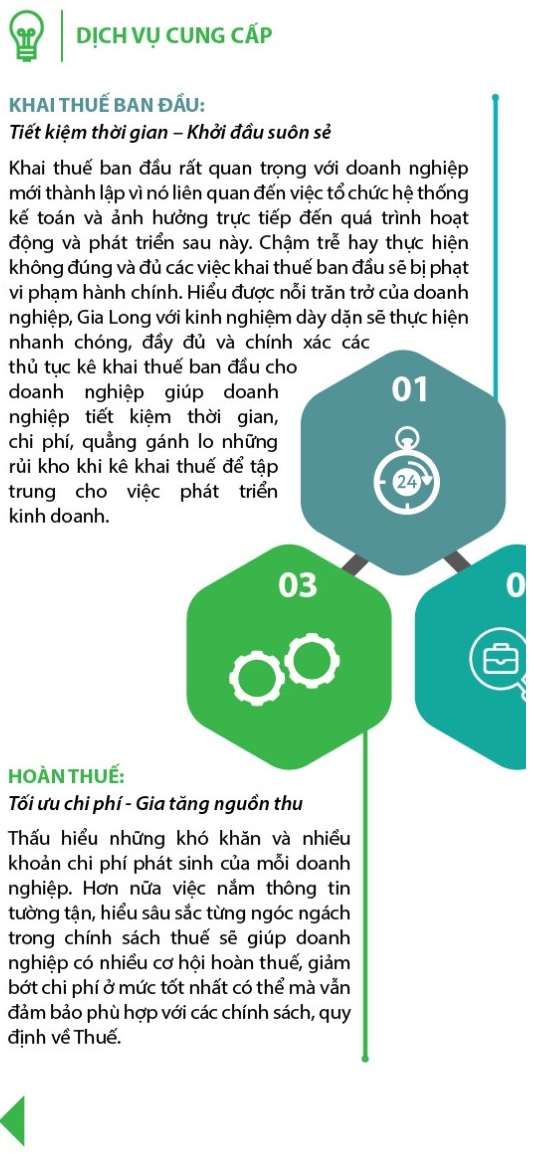 DỊCH VỤ CUNG CẤP
KHAI THUẾ BAN ĐẦU:
Tiết kiệm thời gian – Khởi đầu suôn sẻ
Khai thuế ban đầu rất quan trọng với doanh nghiệp
mới thành lập vì nó liên quan đến việc tổ chức hệ thống
kế toán và ảnh hưởng trực tiếp đến quá trình hoạt
động và phát triển sau này. Chậm trễ hay thực hiện
không đúng và đủ các việc khai thuế ban đầu sẽ bị phạt
vi phạm hành chính. Hiểu được nỗi trăn trở của doanh
nghiệp, Gia Long với kinh nghiệm dày dặn sẽ thực hiện
nhanh chóng, đầy đủ và chính xác các
thủ tục kê khai thuế ban đầu cho
doanh nghiệp giúp doanh
nghiệp tiết kiệm thời gian,
chi phí, quẳng gánh lo những
rủi kho khi kê khai thuế để tập
trung cho việc phát triển
kinh doanh.
01
24
03
0
HOÀN THUẾ:
Tối ưu chi phí - Gia tăng nguồn thu
Thấu hiểu những khó khăn và nhiều
khoản chi phí phát sinh của mỗi doanh
nghiệp. Hơn nữa việc nắm thông tin
tường tận, hiểu sâu sắc từng ngóc ngách
trong chính sách thuế sẽ giúp doanh
nghiệp có nhiều cơ hội hoàn thuế, giảm
bớt chi phí ở mức tốt nhất có thể mà vẫn
đảm bảo phù hợp với các chính sách, quy
định về Thuế.